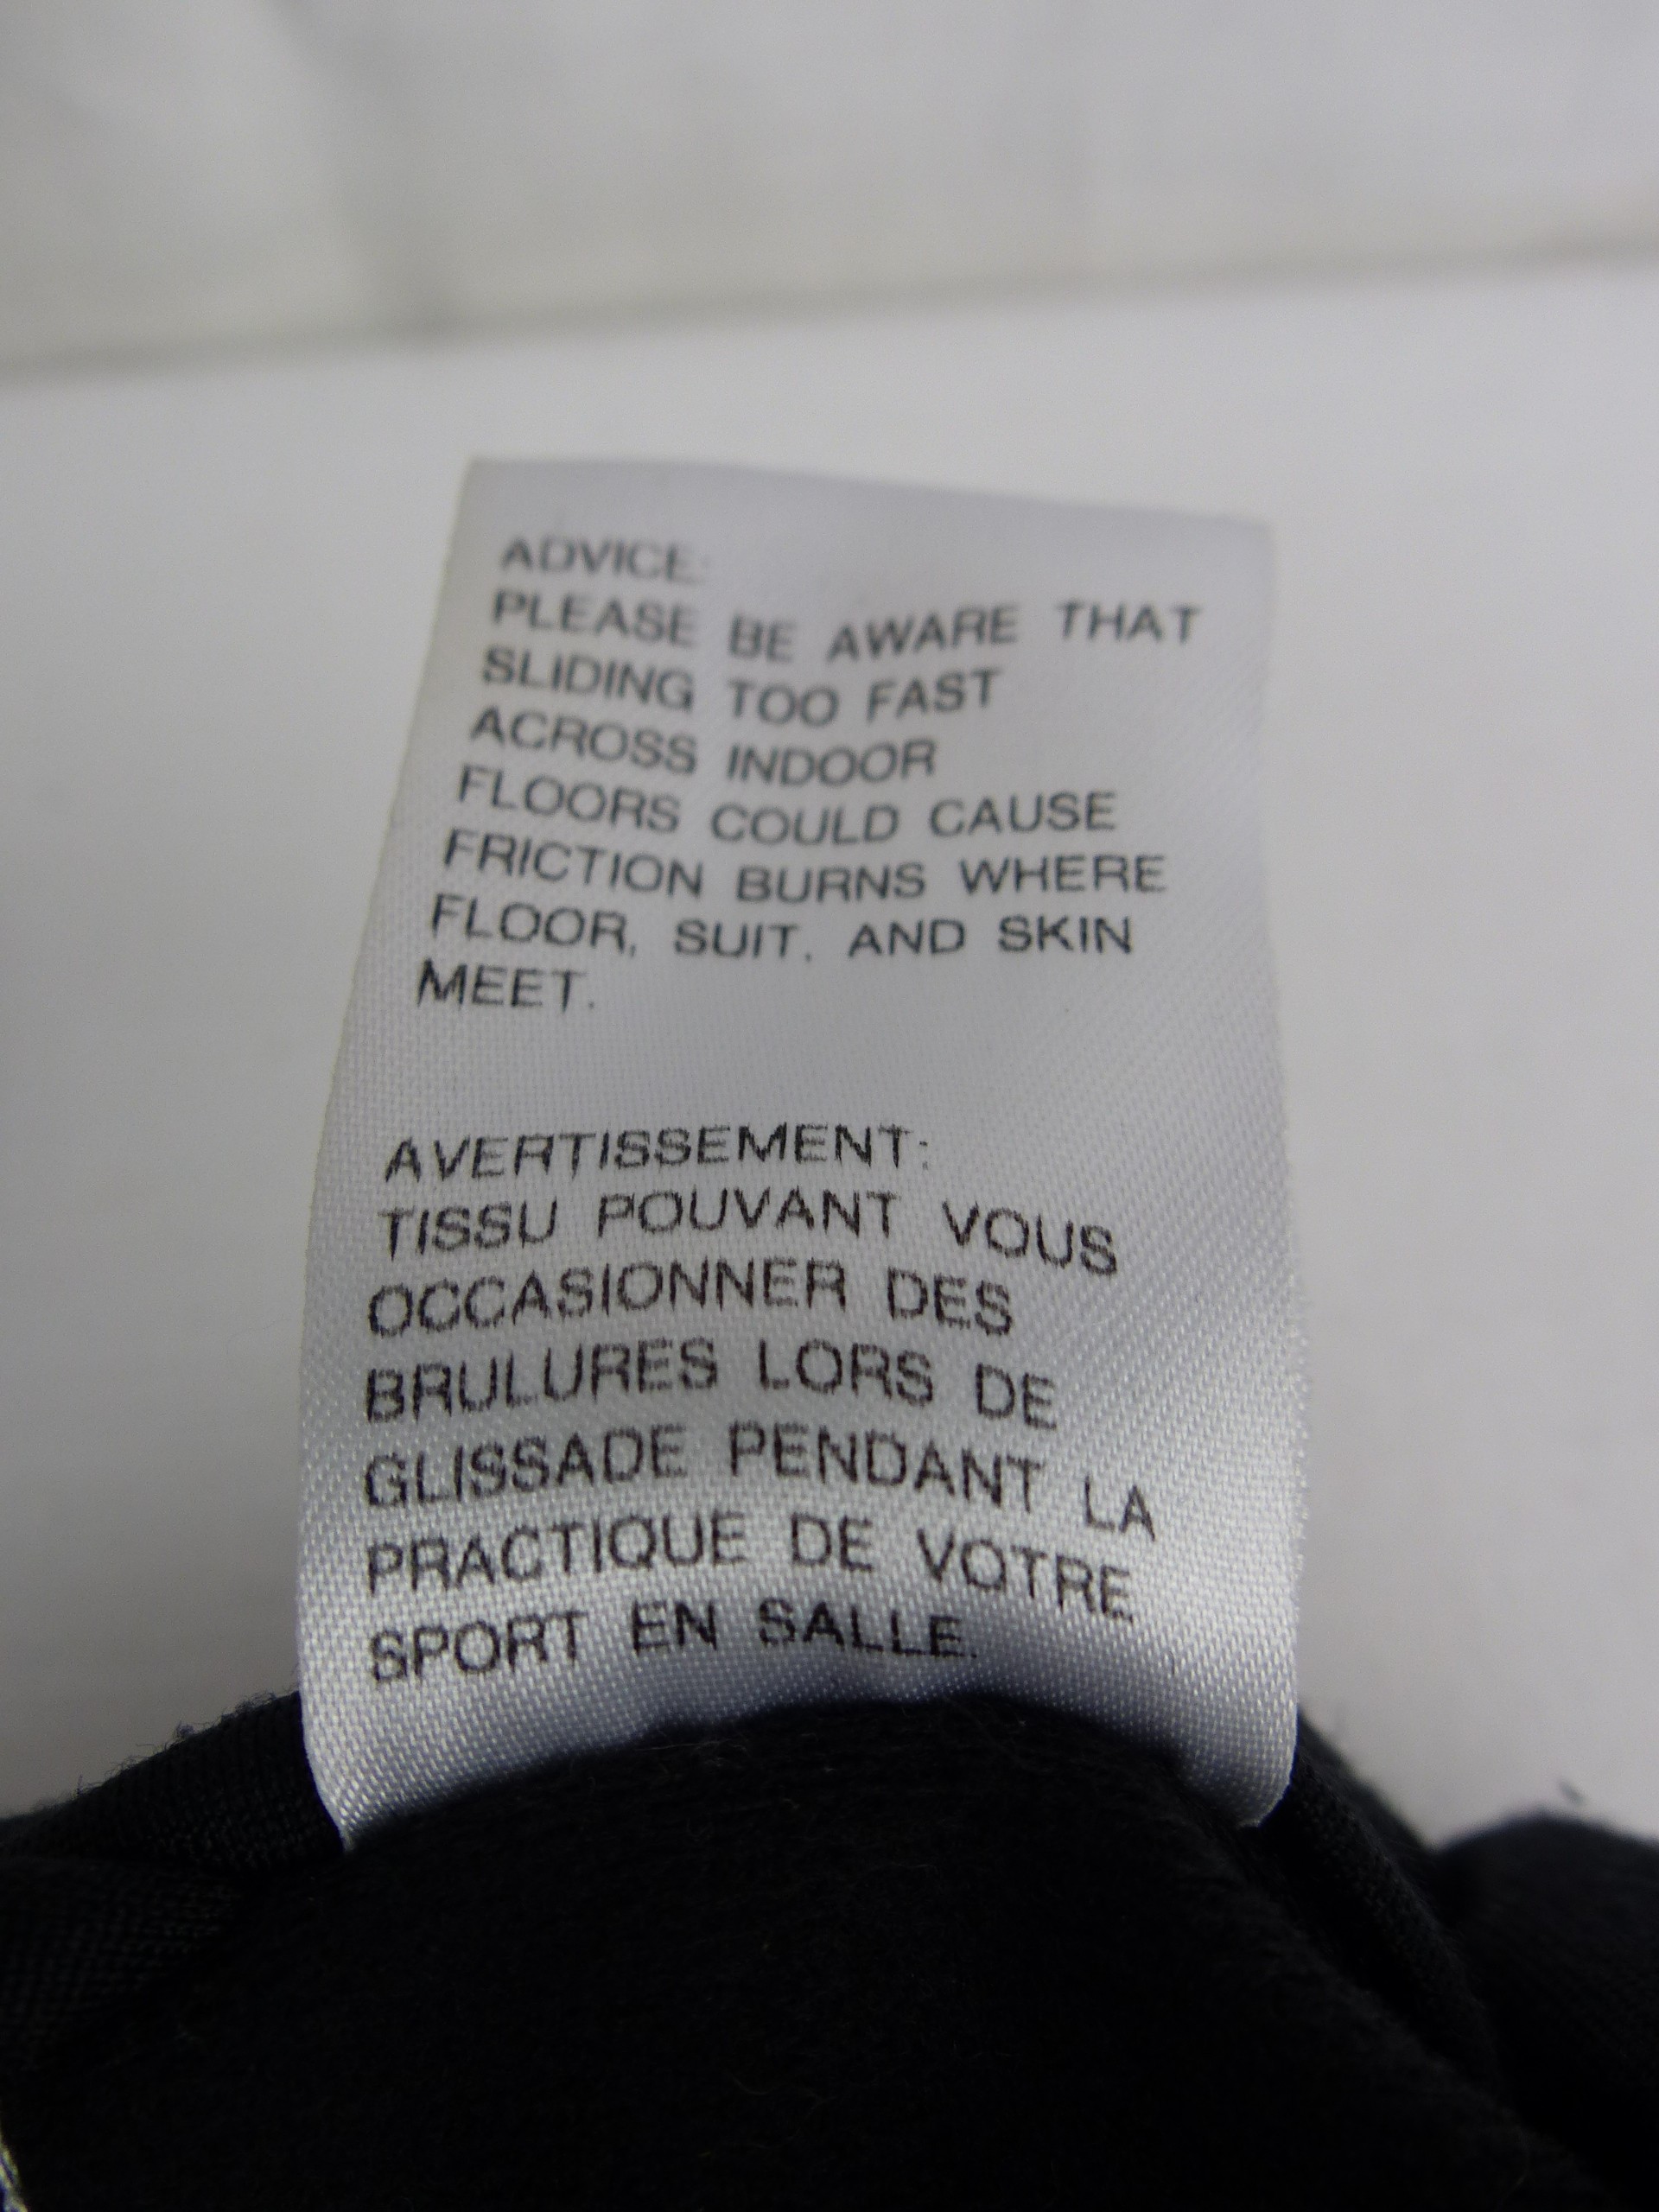 ADVICE:
PLEASE BE AWARE THAT
SLIDING TOO FAST
ACROSS INDOOR
FLOORS COULD CAUSE
FRICTION BURNS WHERE
FLOOR, SUIT, AND SKIN
MEET.
AVERTISSEMENT:
TISSU POUVANT VOUS
OCCASIONNER DES
BRULURES LORS DE
GLISSADE PENDANT LA
PRACTIQUE DE VOTRE
SPORT EN SALLE.